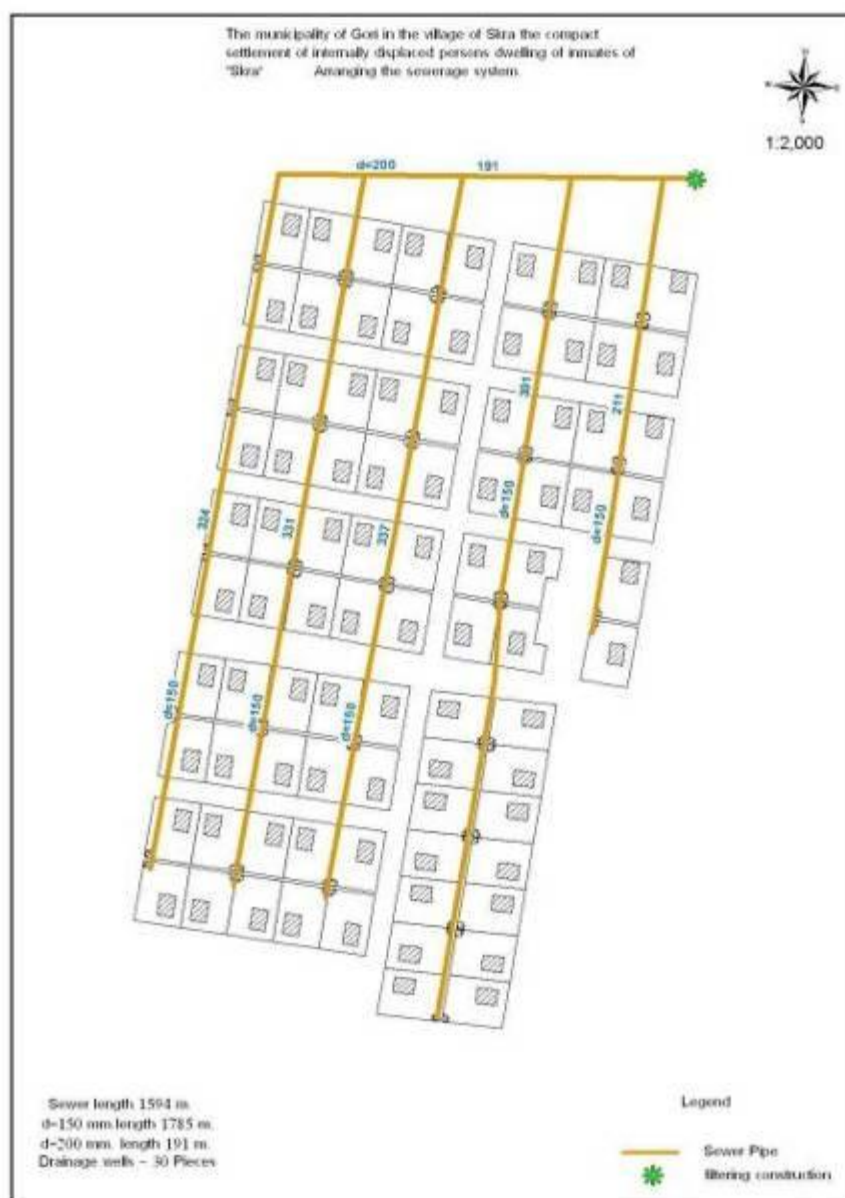 The municipality of Gori in the village of Skra the compact
settlement of internally displaced persons dwelling of inmates of
"Skra" Arranging the sewerage system.
1:2,000
d=200
191
391
211
d=150
d=150
324
331
337
d=150
d=150
d=150
Sewer length 1594 m.
d=150 mm.length 1785 m.
d=200 mm. length 191 m.
Drainage wells – 30 Pieces
Legend
Sewer Pipe
filtering construction